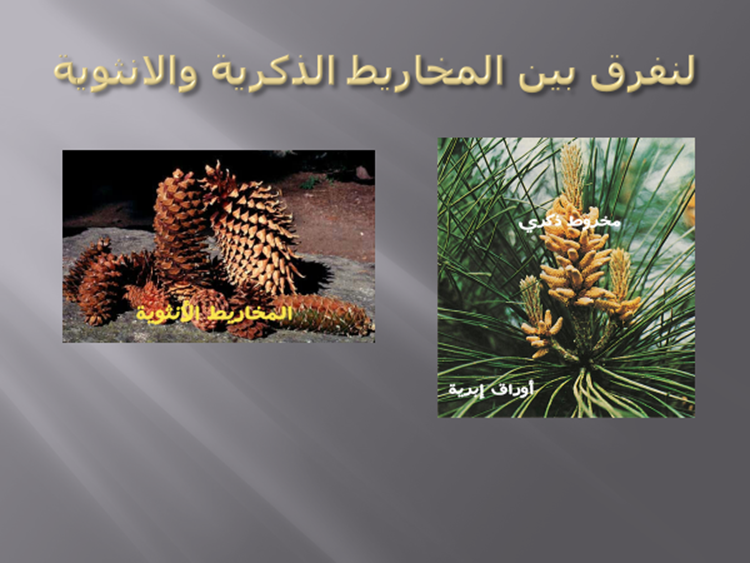 لنفرق بين المخاريط الذكرية والانثوية
مخروط ذكري
المخاريط الأنثوية
أوراق إبرية